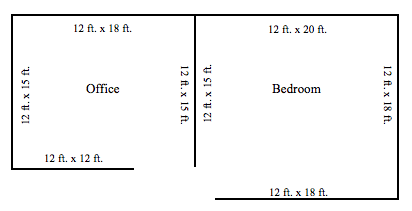 12 ft. x 18 ft.
12 ft. x 20 ft.
12 ft. x 15 ft.
Office
12 ft. x 15 ft.
12 ft. x 15 ft.
Bedroom
12 ft. x 18 ft.
12 ft. x 12 ft.
12 ft. x 18 ft.